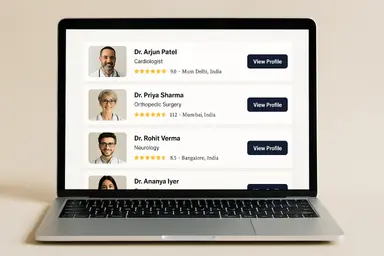 Dr. Arjun Patel
Cardiologist
9.0 - Mum Delhi, India
View Profile
Dr. Priya Sharma
Orthopedic Surgery
112 - Mumbai, India
View Profile
Dr. Rohit Verma
Neurology
8.5 - Bangalore, India
View Profile
Dr. Ananya Iyer